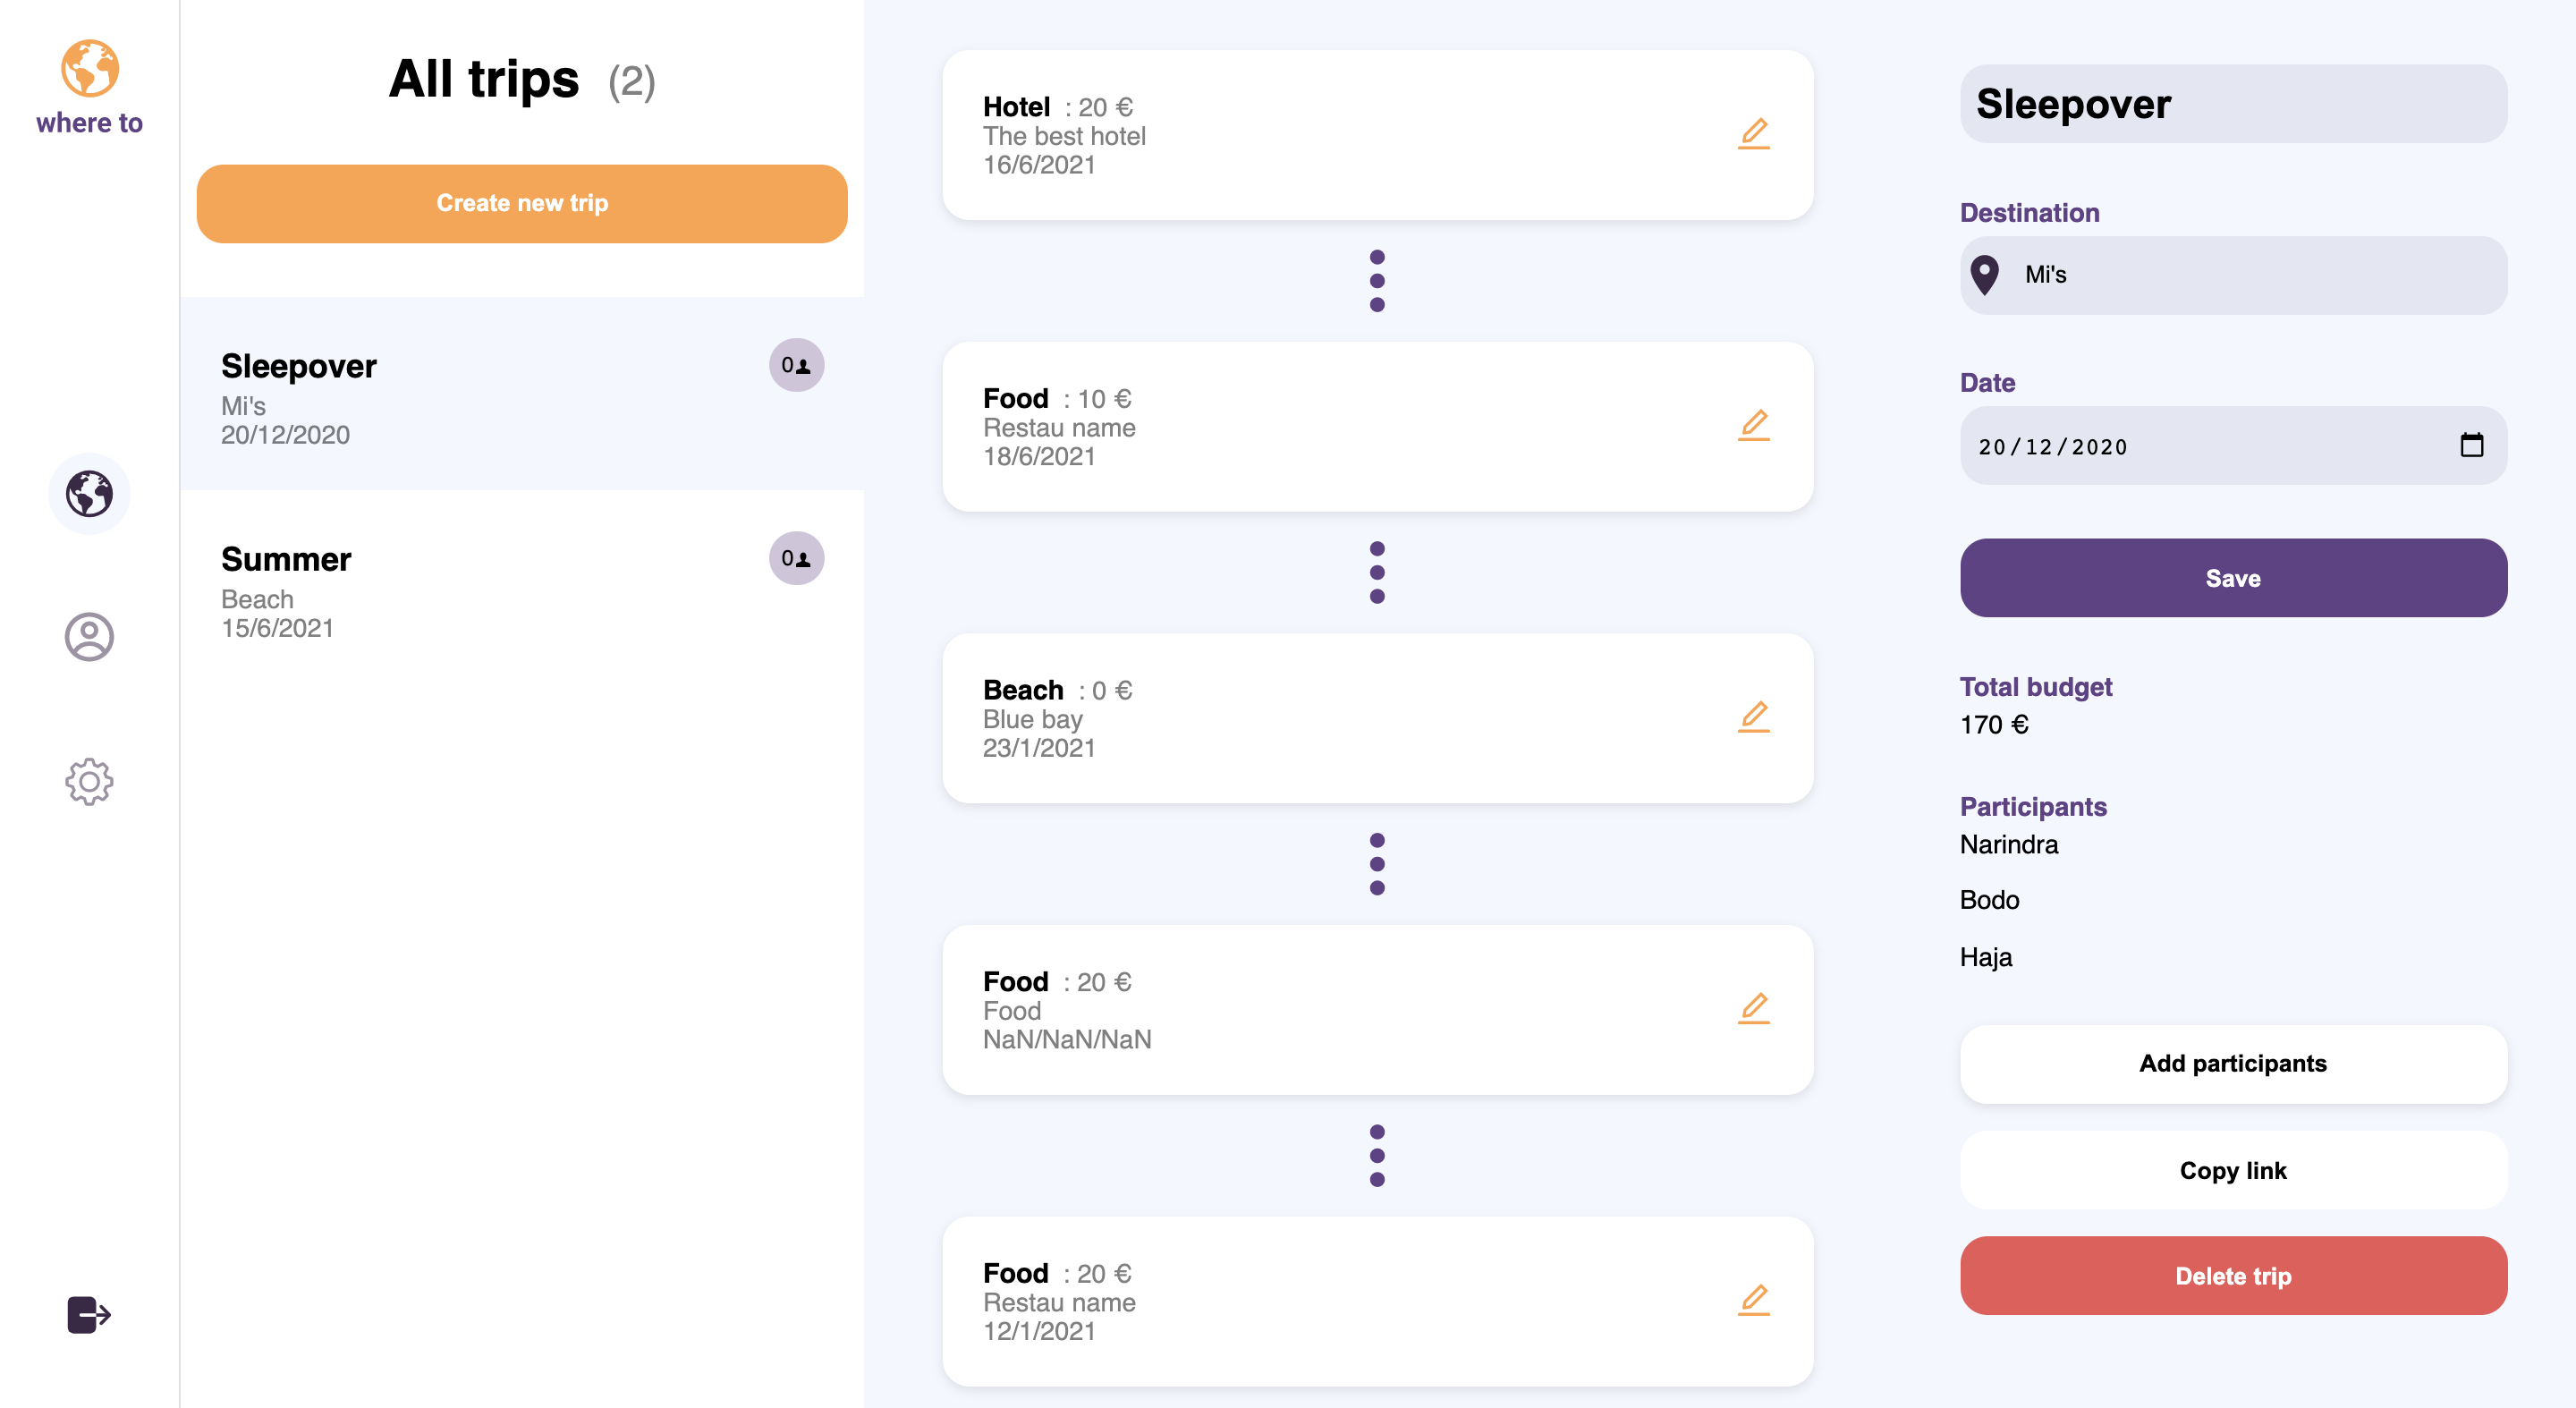 where to
All trips (2)
Create new trip
Sleepover
0
Mi's
20/12/2020
Summer
0
Beach
15/6/2021
Hotel : 20 €
The best hotel
16/6/2021
Food : 10 €
Restau name
18/6/2021
Beach : 0 €
Blue bay
23/1/2021
Food : 20 €
Food
NaN/NaN/NaN
Food : 20 €
Restau name
12/1/2021
Sleepover
Destination
Mi's
Date
20/12/2020
Save
Total budget
170 €
Participants
Narindra
Bodo
Haja
Add participants
Copy link
Delete trip